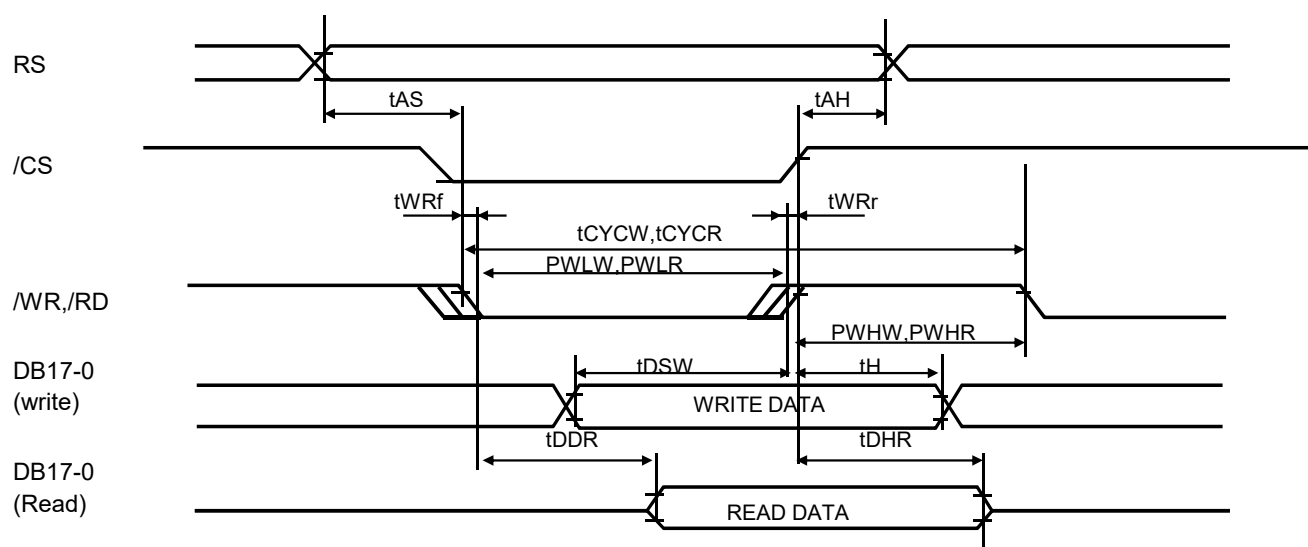 RS
tAS
tAH
/CS
tWRf
tWRr
tCYCW,tCYCR
PWLW,PWLR
/WR,/RD
PWHW,PWHR
DB17-0
(write)
tDSW
tH
WRITE DATA
tDDR
tDHR
DB17-0
(Read)
READ DATA